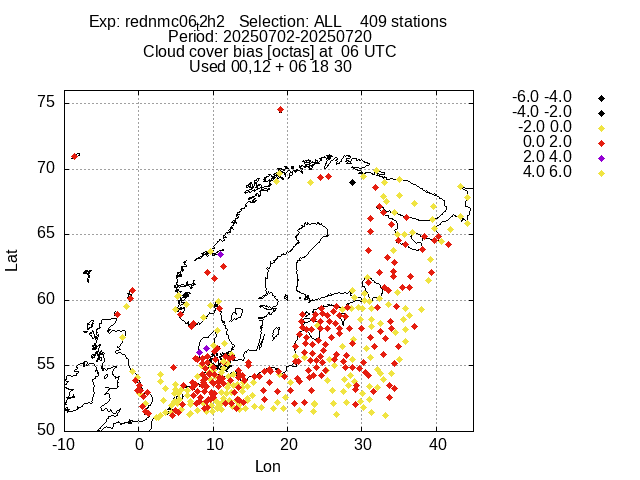 Exp: rednmc06t2h2 Selection: ALL 409 stations
Period: 20250702-20250720
Cloud cover bias [octas] at 06 UTC
Used 00,12 + 06 18 30
-6.0 -4.0
-4.0 -2.0
-2.0 0.0
0.0 2.0
2.0 4.0
4.0 6.0
75
70
65
60
55
50
Lat
-10 0 10 20 30 40
Lon